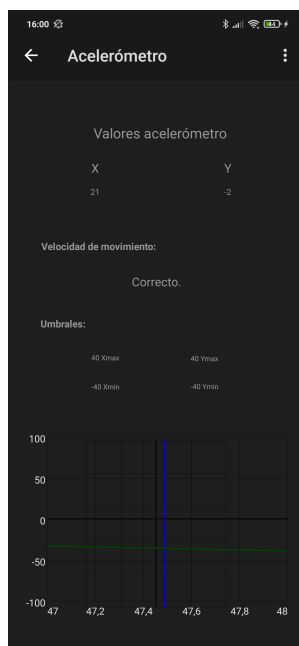 16:00
Acelerómetro
Valores acelerómetro
X Y
21 -2
Velocidad de movimiento:
Correcto.
Umbrales:
40 Xmax 40 Ymax
-40 Xmin -40 Ymin
100
50
0
-50
-100
47 47,2 47,4 47,6 47,8 48